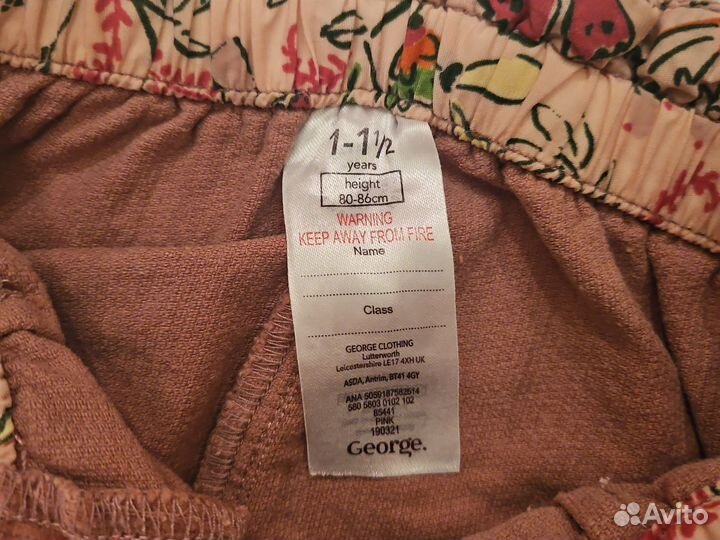 1-1½
years
height
80-86cm
WARNING
KEEP AWAY FROM FIRE
Name
Class
GEORGE CLOTHING
Lutterworth
Leicestershire LE17 4XH UK
ASDA, Antrim, BT41 4GY
ANA 5059187582514
580 5803 0102 102
85441
PINK
190321
George.
Avito